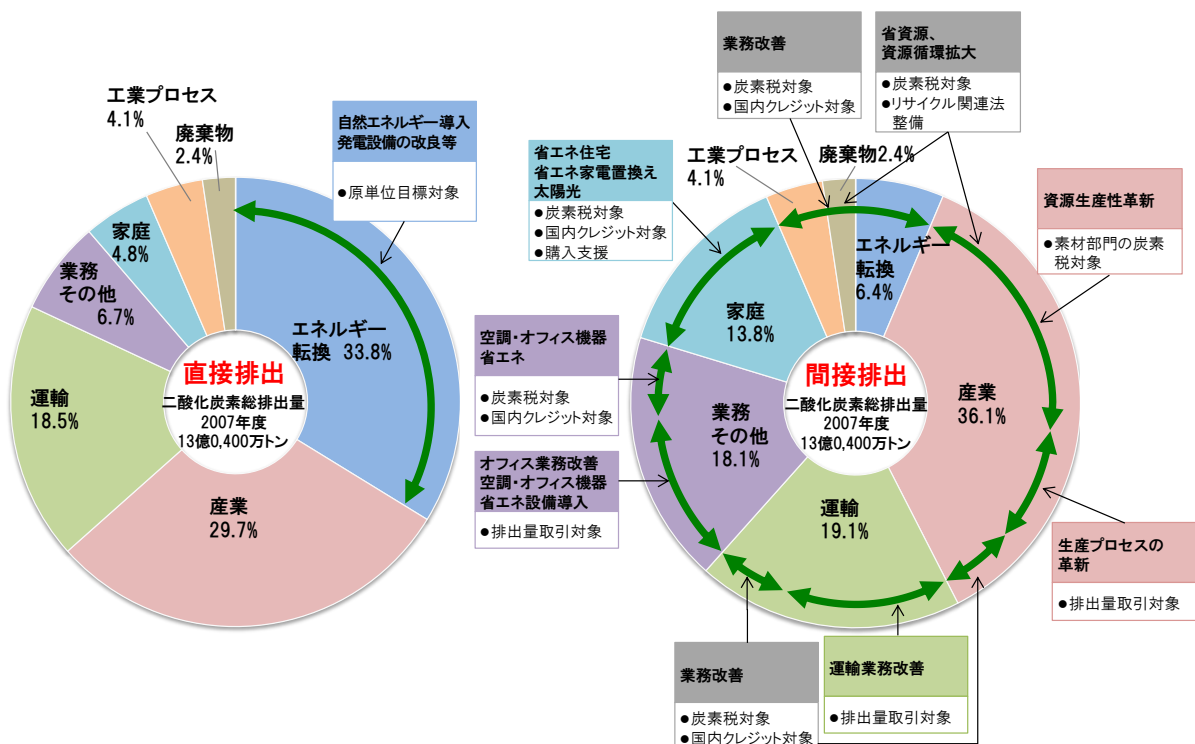 工業プロセス
4.1%
廃棄物
2.4%
家庭
4.8%
業務
その他
6.7%
運輸
18.5%
産業
29.7%
エネルギー
転換 33.8%
直接排出
二酸化炭素総排出量
2007年度
13億0,400万トン
自然エネルギー導入
発電設備の改良等
●原単位目標対象
業務改善
●炭素税対象
●国内クレジット対象
省資源、
資源循環拡大
●炭素税対象
●リサイクル関連法
整備
省エネ住宅
省エネ家電置換え
太陽光
●炭素税対象
●国内クレジット対象
●購入支援
工業プロセス
4.1%
廃棄物2.4%
エネルギー
転換
6.4%
資源生産性革新
●素材部門の炭素
税対象
家庭
13.8%
空調・オフィス機器
省エネ
●炭素税対象
●国内クレジット対象
間接排出
二酸化炭素総排出量
2007年度
13億0,400万トン
産業
36.1%
業務
その他
18.1%
オフィス業務改善
空調・オフィス機器
省エネ設備導入
●排出量取引対象
運輸
19.1%
生産プロセスの
革新
●排出量取引対象
業務改善
●炭素税対象
●国内クレジット対象
運輸業務改善
●排出量取引対象